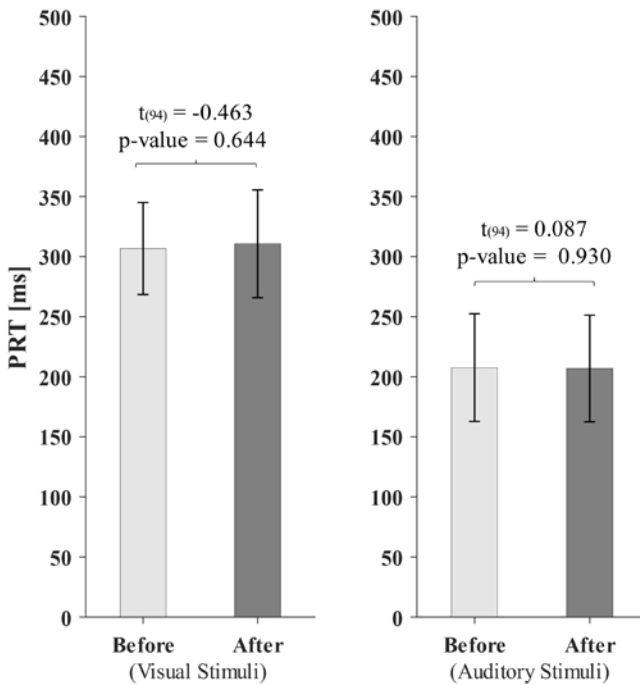 500
450
400
350
300
250
200
150
100
50
0
PRT [ms]
t(94) = -0.463
p-value = 0.644
Before After
(Visual Stimuli)
500
450
400
350
300
250
200
150
100
50
0
t(94) = 0.087
p-value = 0.930
Before After
(Auditory Stimuli)